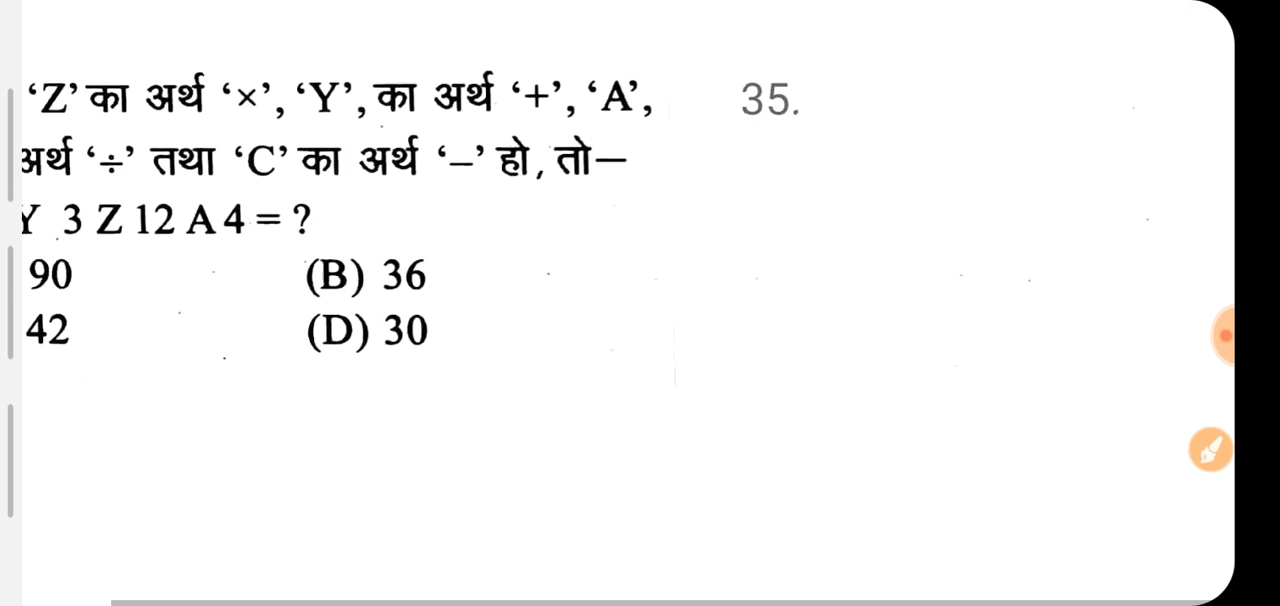 ‘Z’ का अर्थ ‘×’, ‘Y’, का अर्थ ‘+’, ‘A’,
अर्थ ‘÷’ तथा ‘C’ का अर्थ ‘–’ हो, तो—
Y 3 Z 12 A 4 = ?
90 (B) 36
42 (D) 30
35.